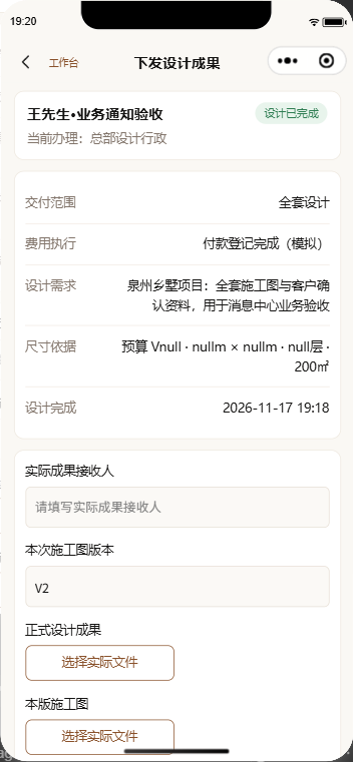 19:20
工作台
下发设计成果
王先生•业务通知验收
设计已完成
当前办理：总部设计行政
交付范围
全套设计
费用执行
付款登记完成（模拟）
设计需求
泉州乡墅项目：全套施工图与客户确
认资料，用于消息中心业务验收
尺寸依据
预算 Vnull · nullm × nullm · null层 ·
200㎡
设计完成
2026-11-17 19:18
实际成果接收人
请填写实际成果接收人
本次施工图版本
V2
正式设计成果
选择实际文件
本版施工图
选择实际文件